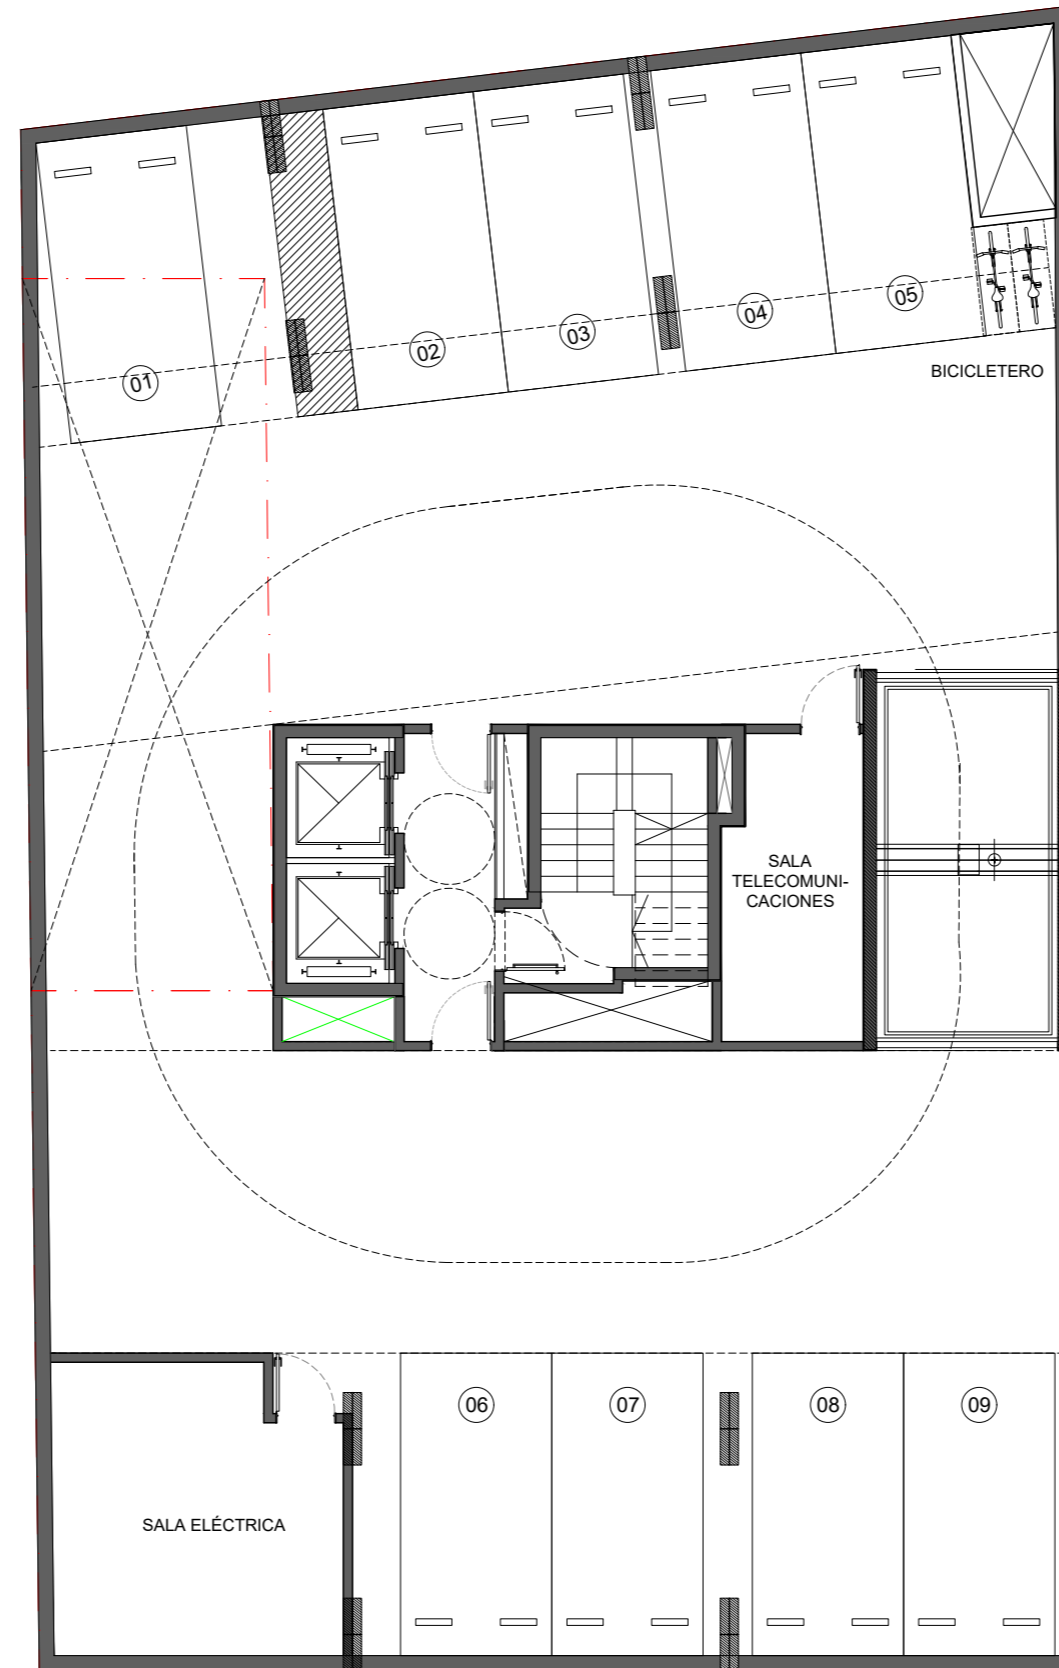 01
02
03
04
05
BICICLETERO
SALA
TELECOMUNI-
CACIONES
06
07
08
09
SALA ELÉCTRICA